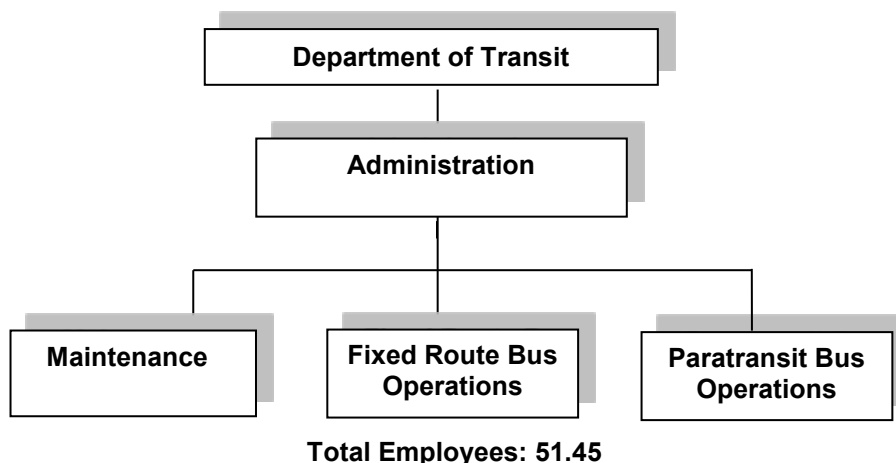 Department of Transit
Administration
Maintenance
Fixed Route Bus
Operations
Paratransit Bus
Operations
Total Employees: 51.45